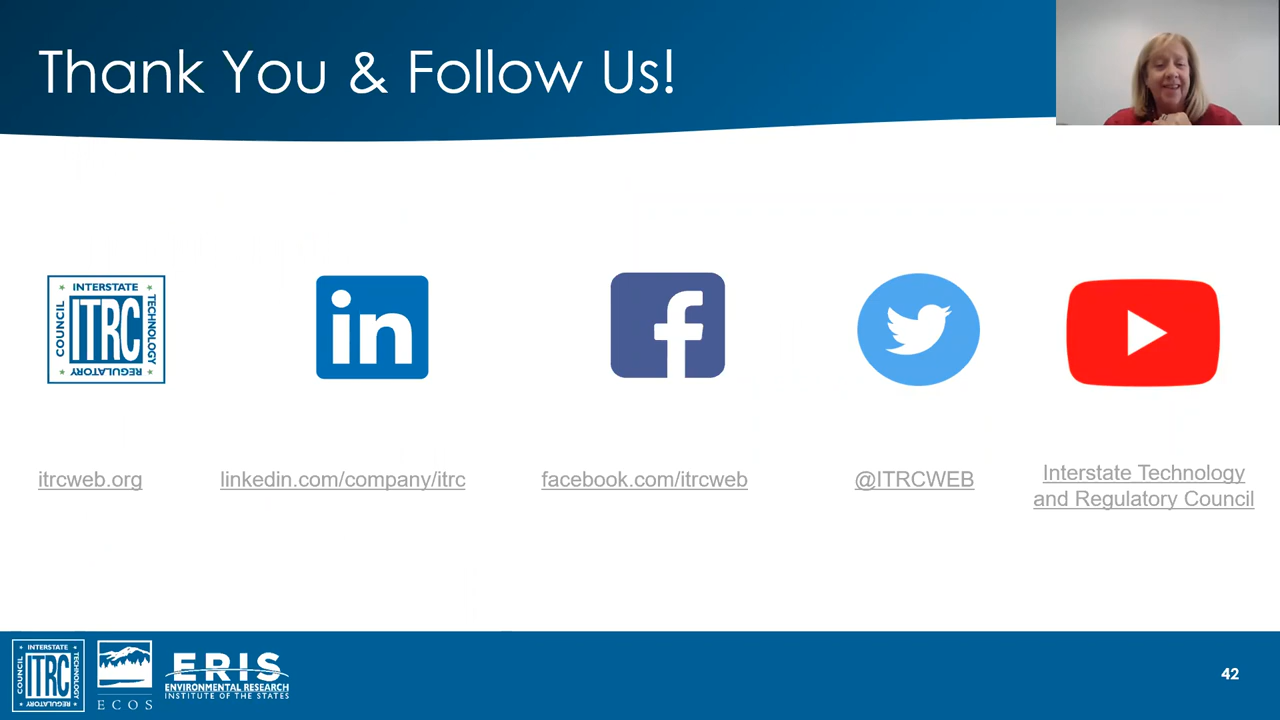 Thank You & Follow Us!
INTERSTATE
COUNCIL
ITRC
TECHNOLOGY
REGULATORY
in
f
itrcweb.org
linkedin.com/company/itrc
facebook.com/itrcweb
@ITRCWEB
Interstate Technology
and Regulatory Council
INTERSTATE
COUNCIL
ITRC
TECHNOLOGY
REGULATORY
ECOS
ERIS
ENVIRONMENTAL RESEARCH
INSTITUTE OF THE STATES
42